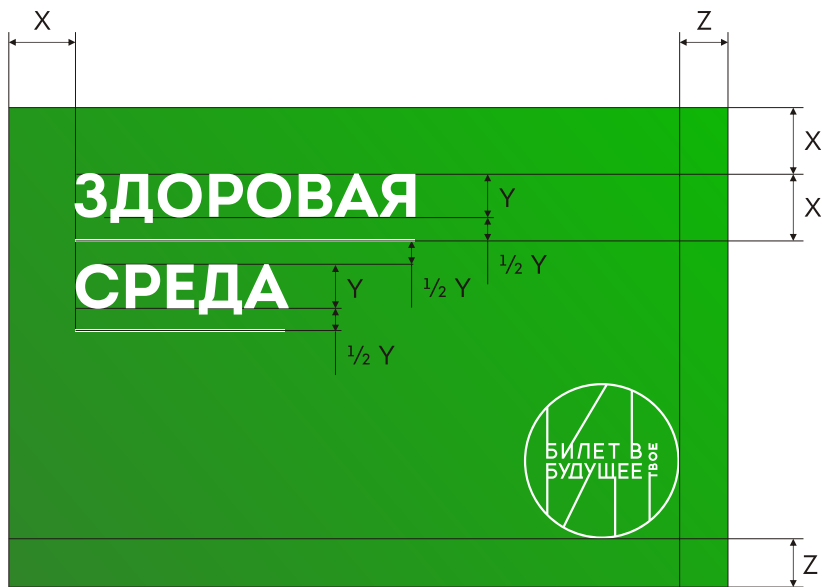 X
Z
X
ЗДОРОВАЯ
Y
X
½ Y
СРЕДА
Y
½ Y
½ Y
БИЛЕТ В
БУДУЩЕЕ
ТВОЕ
Z